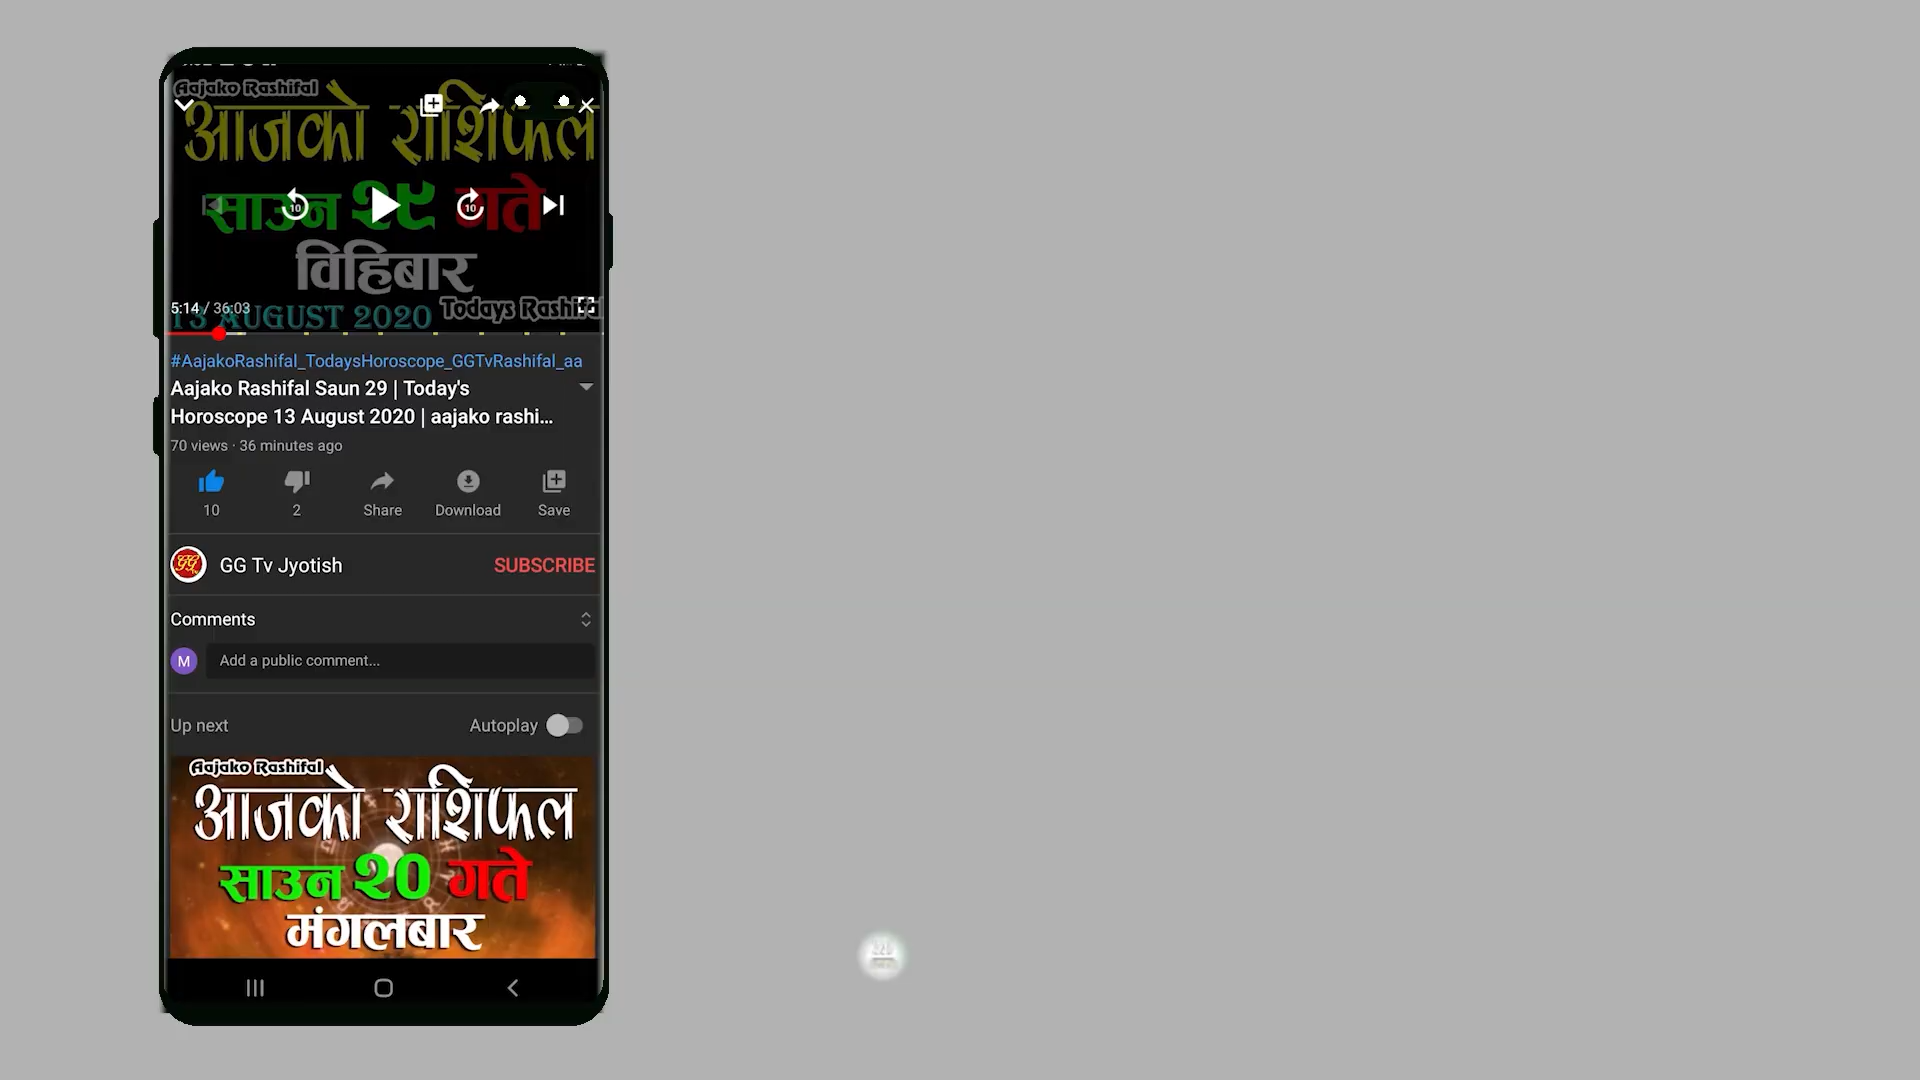 Aajako Rashifal
आजको राशिफल
साउन २९ गते
10
10
विहिबार
5:14 / 36:03
Todays Rashifal
13 AUGUST 2020
#AajakoRashifal_TodaysHoroscope_GGTvRashifal_aa
Aajako Rashifal Saun 29 | Today's
Horoscope 13 August 2020 | aajako rashi...
70 views · 36 minutes ago
10
2
Share
Download
Save
GG Tv Jyotish
SUBSCRIBE
Comments
M
Add a public comment...
Up next
Autoplay
Aajako Rashifal
आजको राशिफल
साउन २० गते
मंगलबार